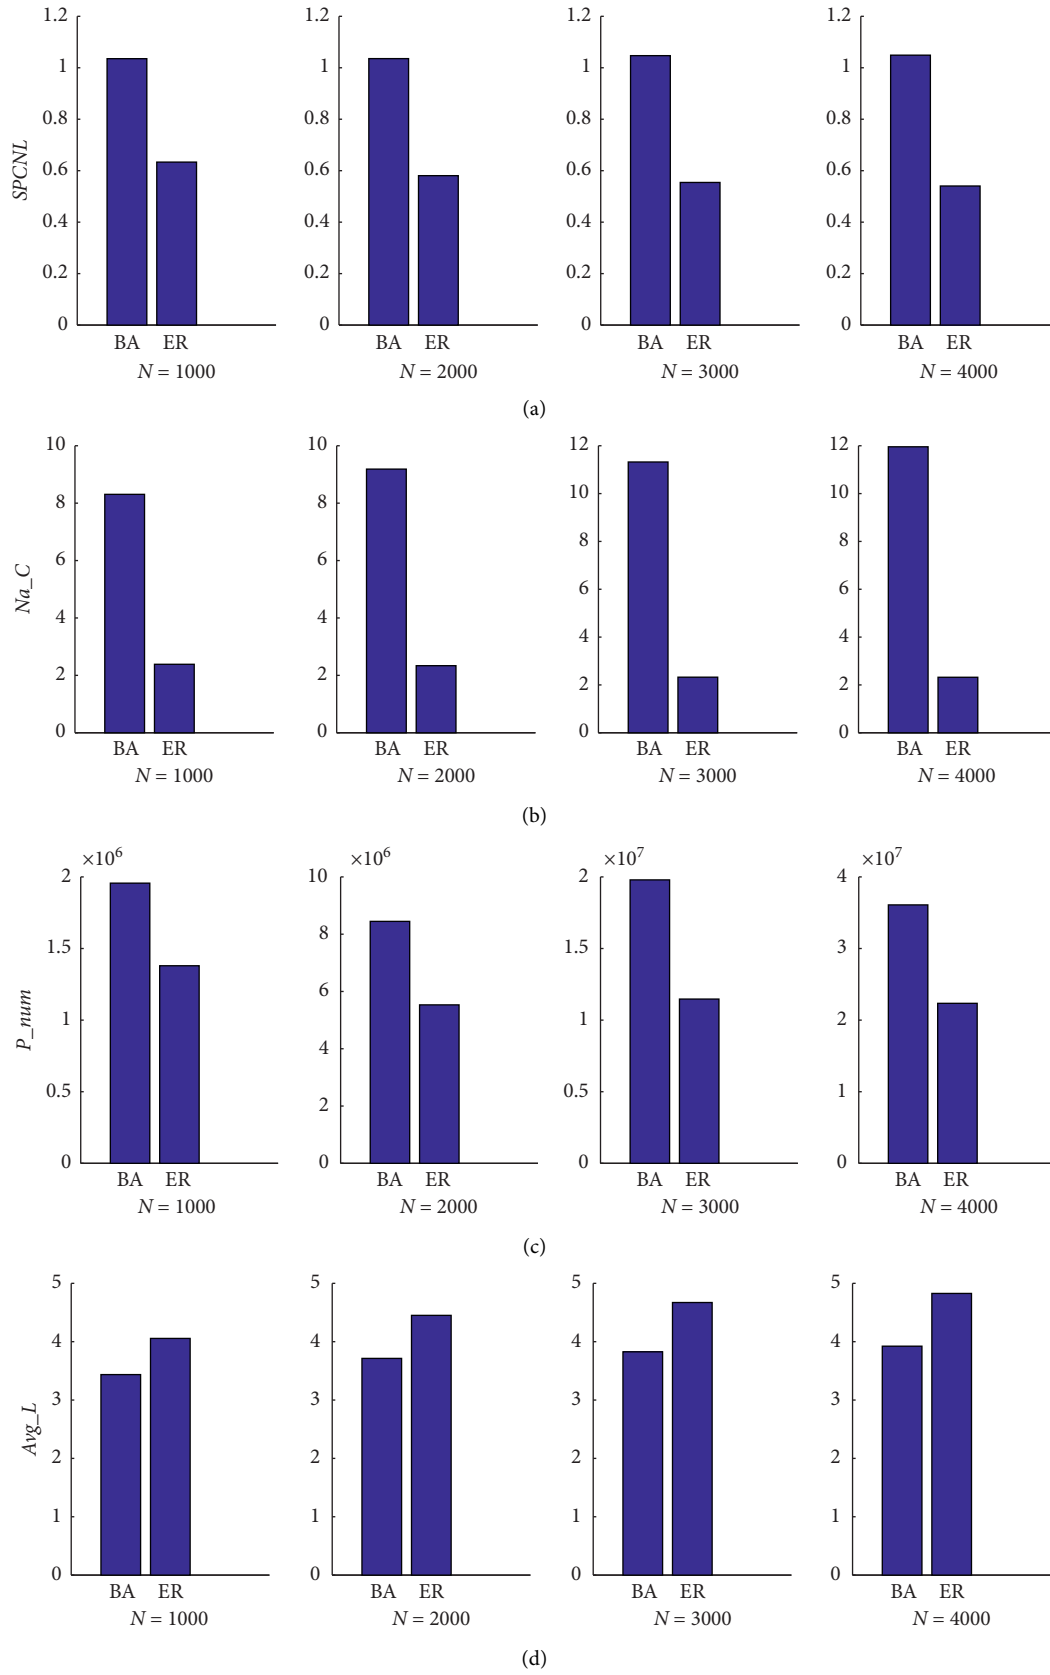 1.2 1.2 1.2 1.2
1 1 1 1
0.8 0.8 0.8 0.8
0.6 0.6 0.6 0.6
0.4 0.4 0.4 0.4
0.2 0.2 0.2 0.2
0 0 0 0
SPCNL
BA ER BA ER BA ER BA ER
N = 1000 N = 2000 N = 3000 N = 4000
(a)
10 10 12 12
8 8 10 10
6 6 8 8
4 4 6 6
2 2 4 4
0 0 2 2
0 0
Na_C
BA ER BA ER BA ER BA ER
N = 1000 N = 2000 N = 3000 N = 4000
(b)
×10⁶ ×10⁶ ×10⁷ ×10⁷
2 10 2 4
1.5 8 1.5 3
1 6 1 2
0.5 4 0.5 1
0 2 0 0
0
P_num
BA ER BA ER BA ER BA ER
N = 1000 N = 2000 N = 3000 N = 4000
(c)
5 5 5 5
4 4 4 4
3 3 3 3
2 2 2 2
1 1 1 1
0 0 0 0
Avg_L
BA ER BA ER BA ER BA ER
N = 1000 N = 2000 N = 3000 N = 4000
(d)